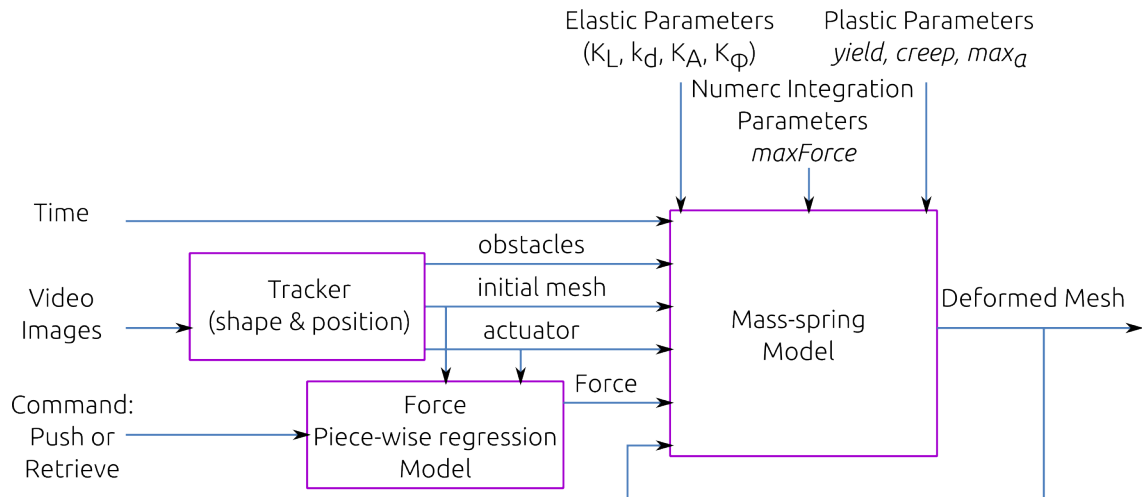 Elastic Parameters
(KL, kd, KA, Kφ)
Plastic Parameters
yield, creep, maxa
Numerc Integration
Parameters
maxForce
Time
obstacles
Tracker
(shape & position)
initial mesh
Video
Images
actuator
Mass-spring
Model
Deformed Mesh
Force
Command:
Push or
Retrieve
Force
Piece-wise regression
Model